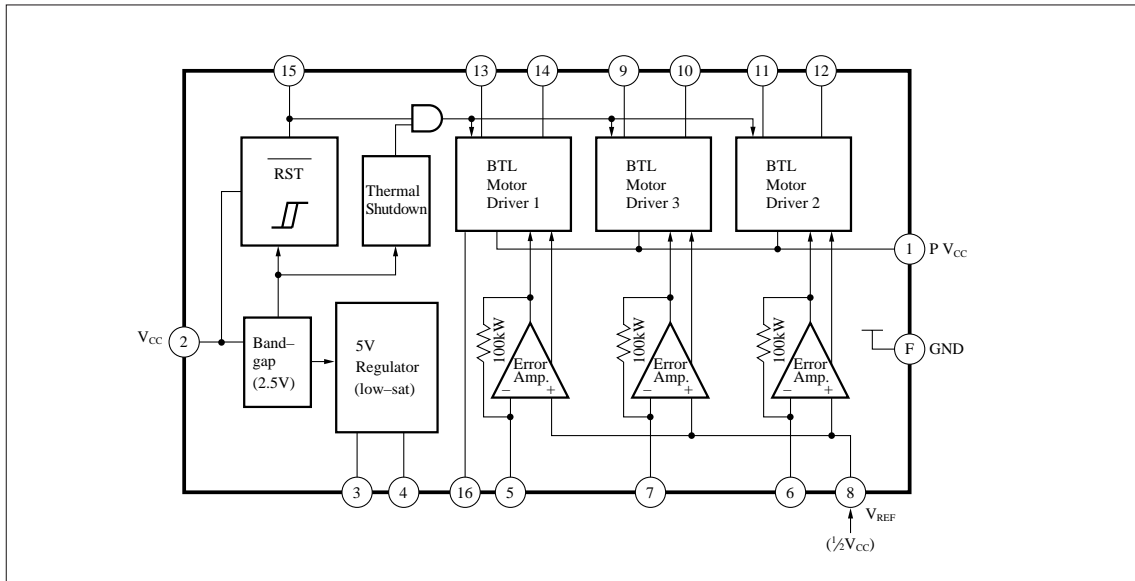 15
13
14
9
10
11
12
RST
Thermal
Shutdown
BTL
Motor
Driver 1
BTL
Motor
Driver 3
BTL
Motor
Driver 2
1
P VCC
VCC
2
Band–
gap
(2.5V)
5V
Regulator
(low–sat)
100kW
Error
Amp.
–
+
100kW
Error
Amp.
–
+
100kW
Error
Amp.
–
+
F
GND
3
4
16
5
7
6
8
VREF
(½VCC)